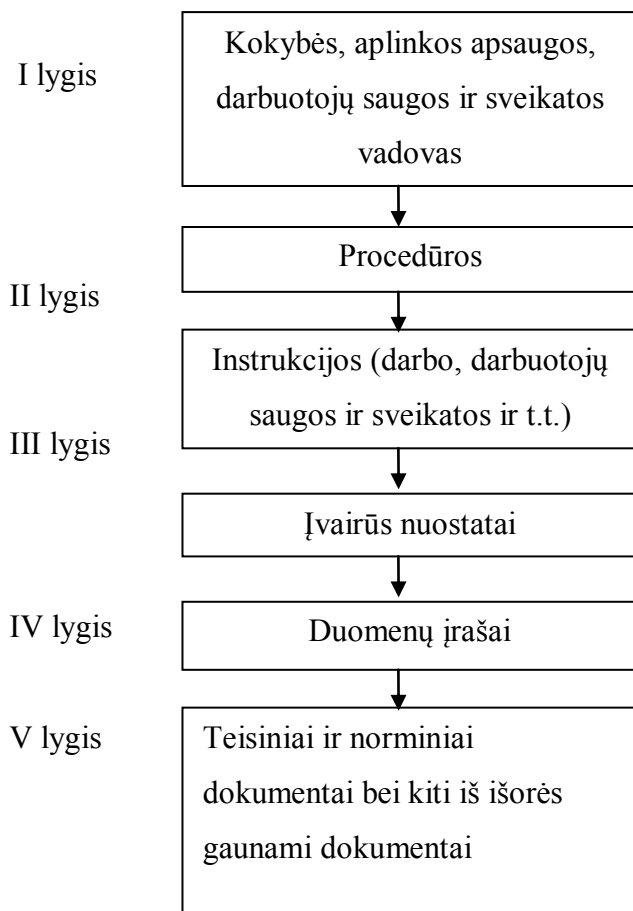 I lygis
Kokybės, aplinkos apsaugos,
darbuotojų saugos ir sveikatos
vadovas
Procedūros
II lygis
Instrukcijos (darbo, darbuotojų
saugos ir sveikatos ir t.t.)
III lygis
Įvairūs nuostatai
IV lygis
Duomenų įrašai
V lygis
Teisiniai ir norminiai
dokumentai bei kiti iš išorės
gaunami dokumentai